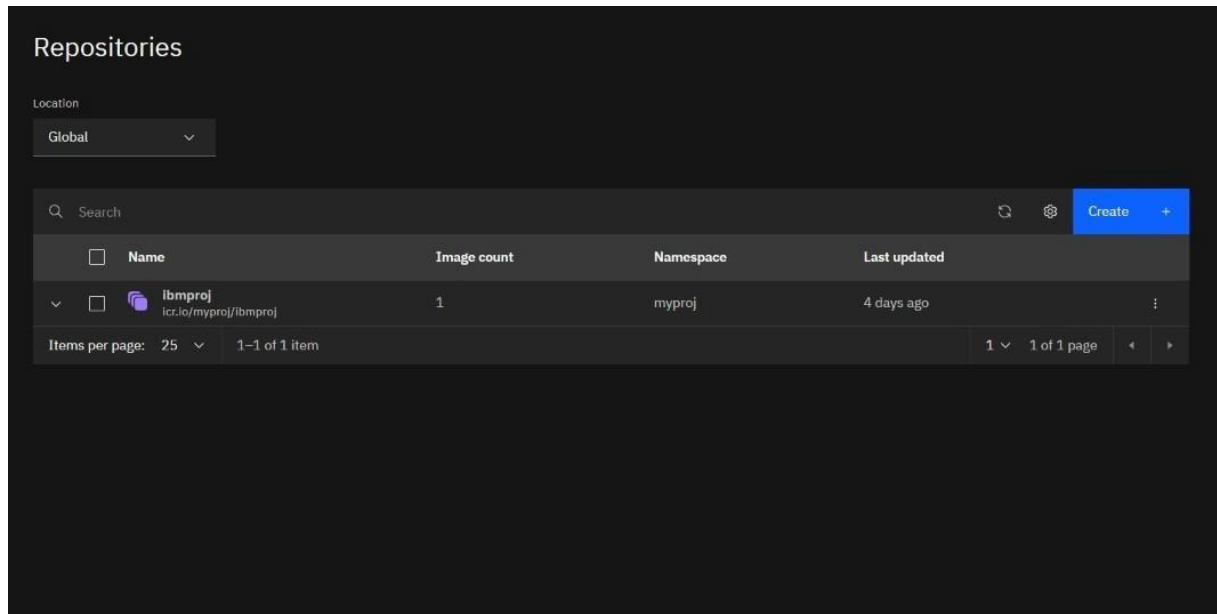 Repositories
Location
Global
Search
Create +
Name Image count Namespace Last updated
ibmproj 1 myproj 4 days ago
icr.io/myproj/ibmproj
Items per page: 25 1–1 of 1 item 1 1 of 1 page